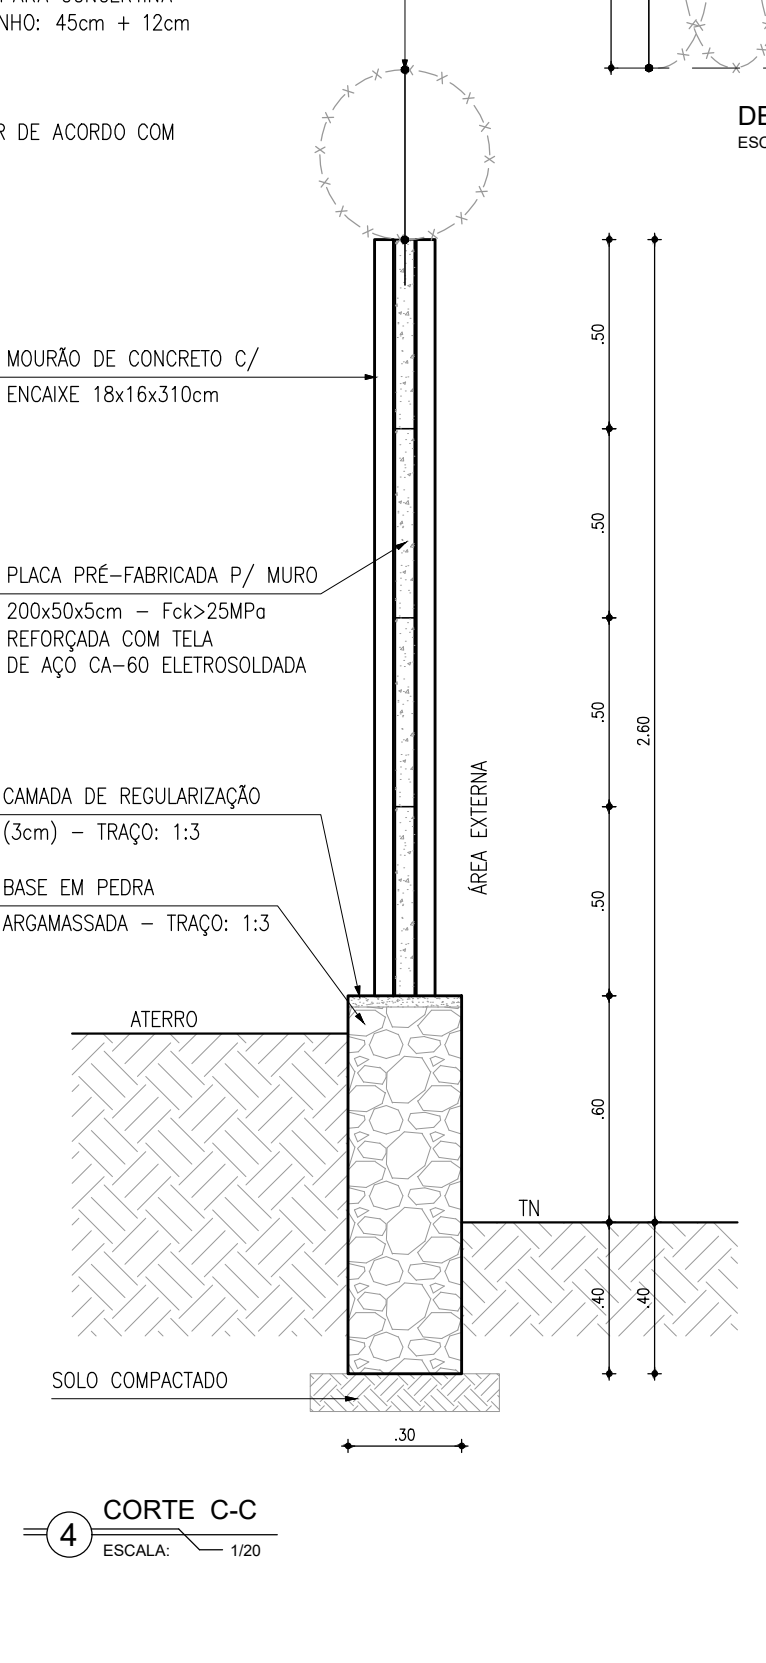 NHO: 45cm + 12cm
DE ACORDO COM
DE
ESC
MOURÃO DE CONCRETO C/
ENCAIXE 18x16x310cm
PLACA PRÉ-FABRICADA P/ MURO
200x50x5cm - Fck>25MPa
REFORÇADA COM TELA
DE AÇO CA-60 ELETROSOLDADA
CAMADA DE REGULARIZAÇÃO
(3cm) - TRAÇO: 1:3
BASE EM PEDRA
ARGAMASSADA - TRAÇO: 1:3
ATERRO
ÁREA EXTERNA
TN
SOLO COMPACTADO
.50
.50
.50
.50
.60
.40
2.60
.40
.30
4
CORTE C-C
ESCALA: 1/20